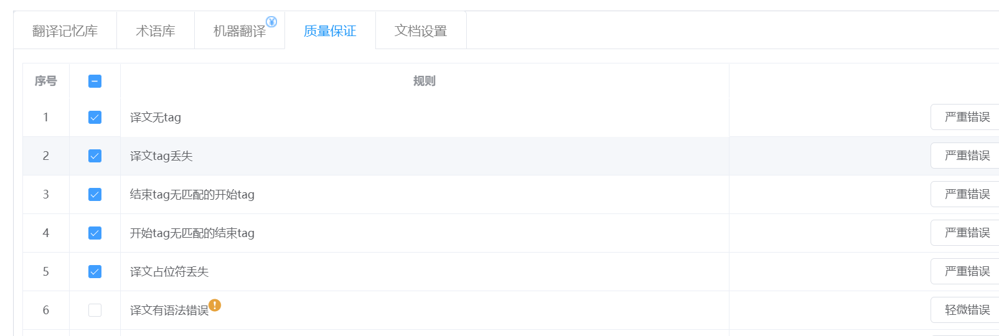 翻译记忆库 术语库 机器翻译 ¥ 质量保证 文档设置
序号 规则
1 译文无tag 严重错误
2 译文tag丢失 严重错误
3 结束tag无匹配的开始tag 严重错误
4 开始tag无匹配的结束tag 严重错误
5 译文占位符丢失 严重错误
6 译文有语法错误 ! 轻微错误